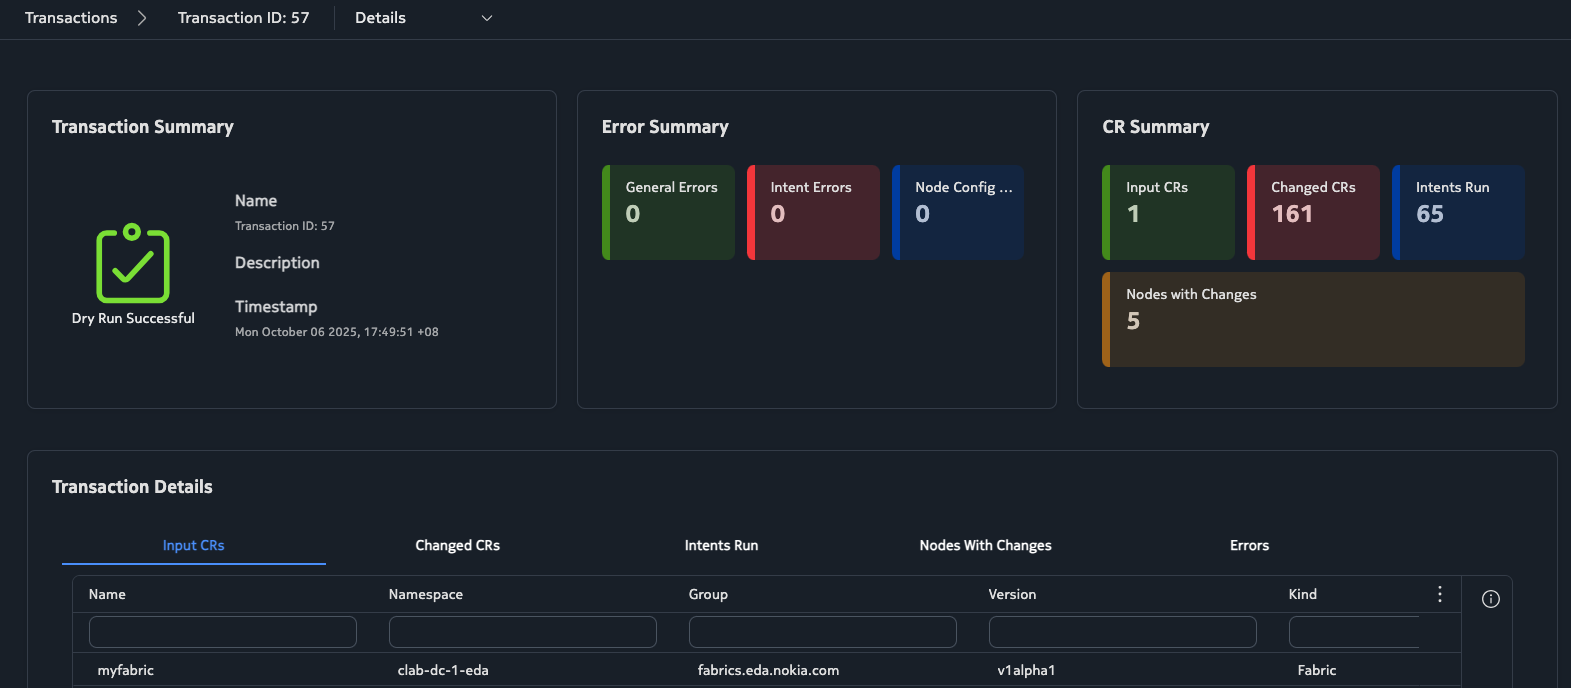 Transactions > Transaction ID: 57 Details
Transaction Summary
Dry Run Successful
Name
Transaction ID: 57
Description
Timestamp
Mon October 06 2025, 17:49:51 +08
Error Summary
General Errors
0
Intent Errors
0
Node Config ...
0
CR Summary
Input CRs
1
Changed CRs
161
Intents Run
65
Nodes with Changes
5
Transaction Details
Input CRs Changed CRs Intents Run Nodes With Changes Errors
Name Namespace Group Version Kind
myfabric clab-dc-1-eda fabrics.eda.nokia.com v1alpha1 Fabric